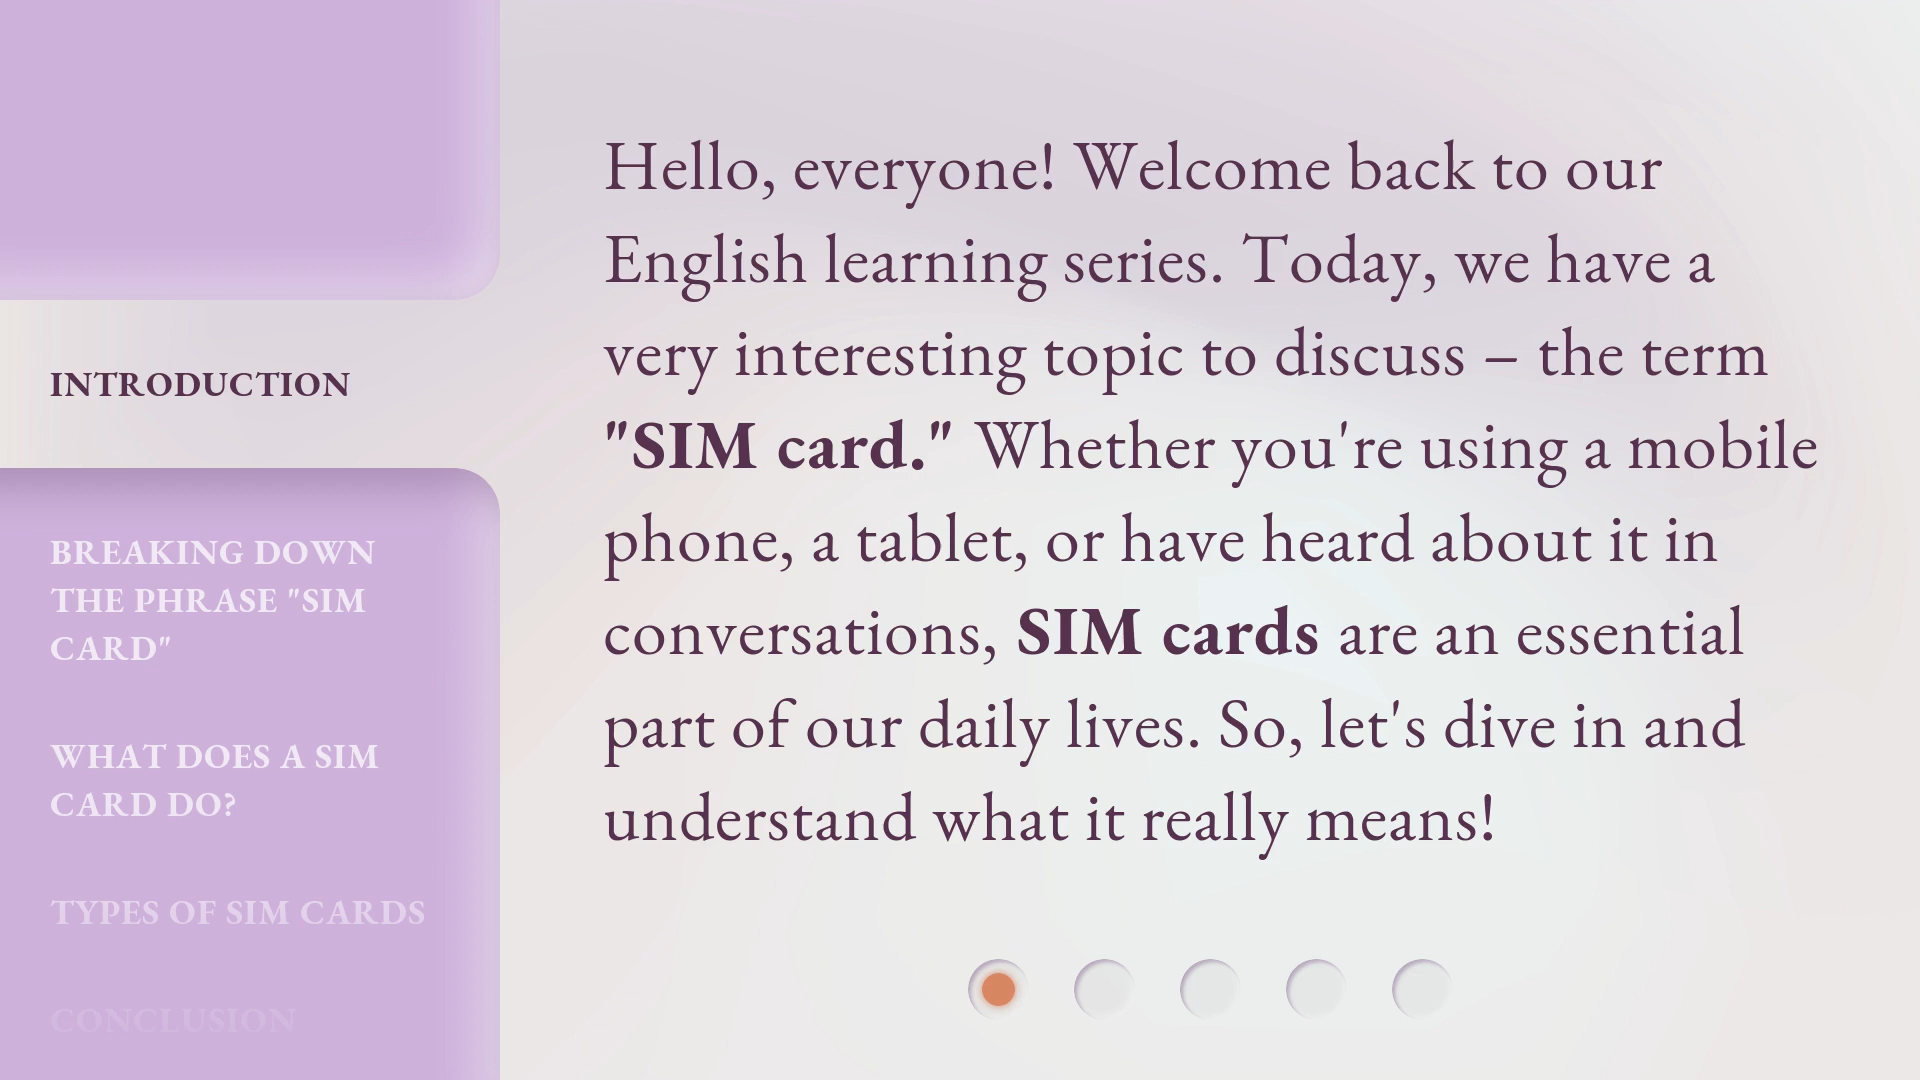 INTRODUCTION
BREAKING DOWN
THE PHRASE "SIM
CARD"
WHAT DOES A SIM
CARD DO?
TYPES OF SIM CARDS
CONCLUSION
Hello, everyone! Welcome back to our
English learning series. Today, we have a
very interesting topic to discuss – the term
"SIM card." Whether you're using a mobile
phone, a tablet, or have heard about it in
conversations, SIM cards are an essential
part of our daily lives. So, let's dive in and
understand what it really means!